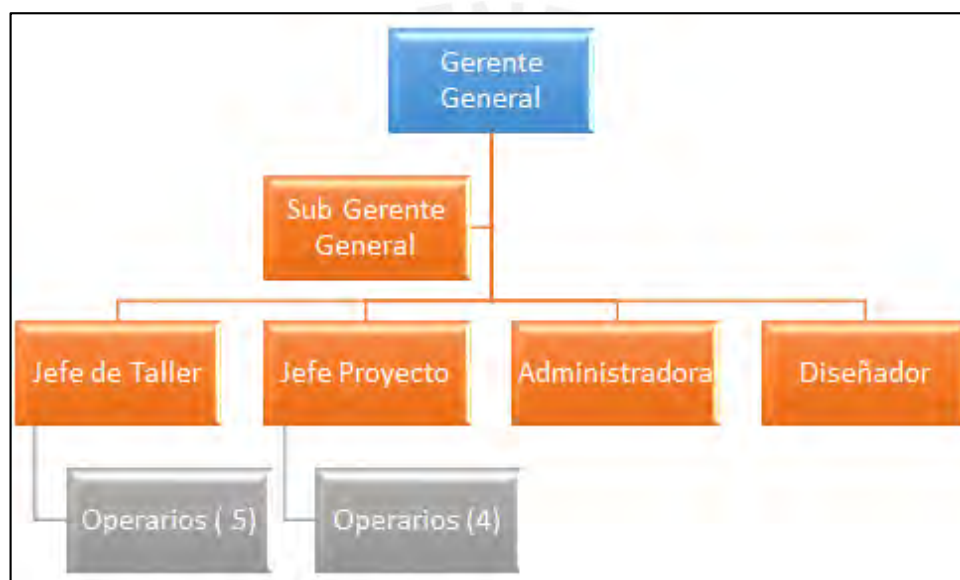 Gerente
General
Sub Gerente
General
Jefe de Taller
Jefe Proyecto
Administradora
Diseñador
Operarios ( 5)
Operarios (4)